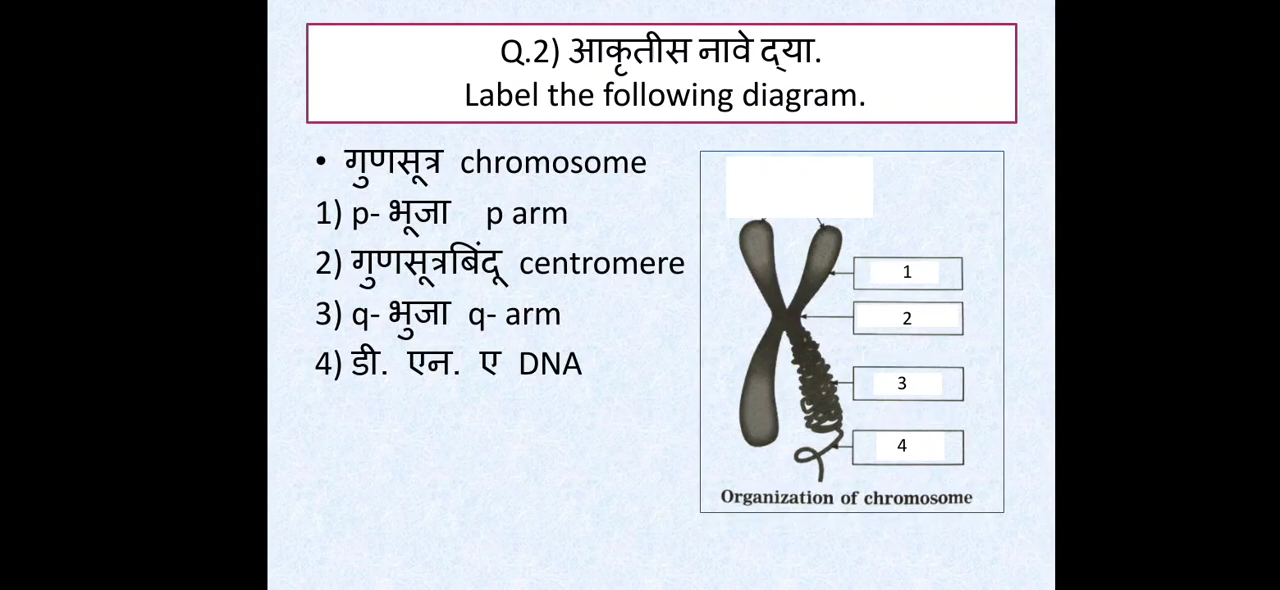 Q.2) आकृतीस नावे द्‌या.
Label the following diagram.
• गुणसूत्र chromosome
1) p- भूजा p arm
2) गुणसूत्रबिंदू centromere
3) q- भुजा q- arm
4) डी. एन. ए DNA
1
2
3
4
Organization of chromosome